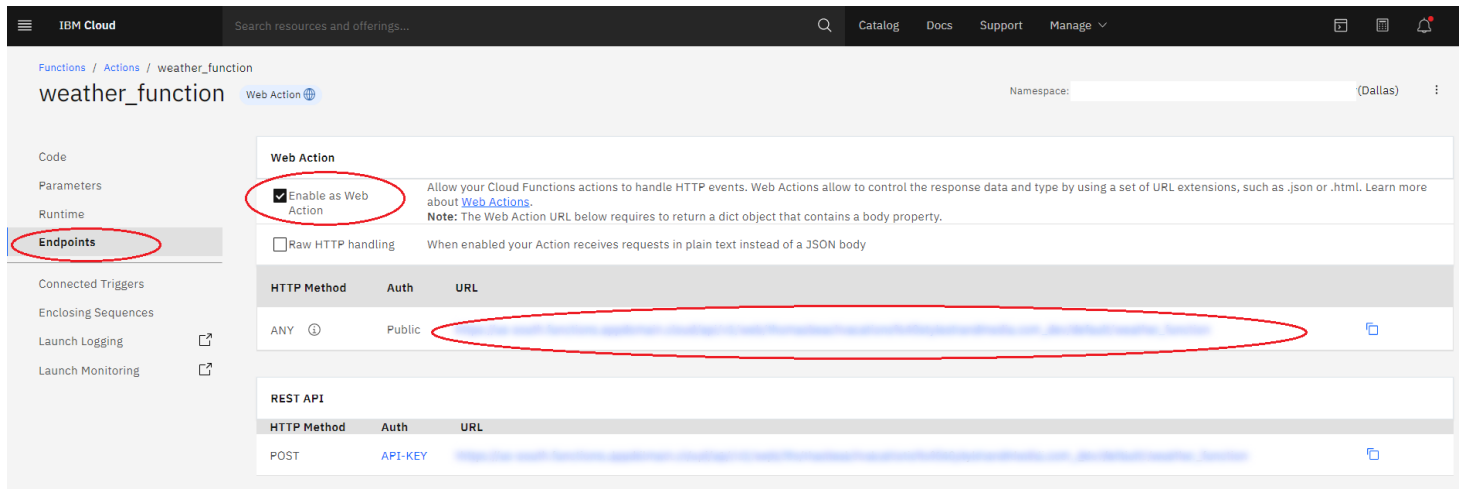 IBM Cloud
Search resources and offerings...
Catalog
Docs
Support
Manage
Functions / Actions / weather_function
weather_function
Web Action
Namespace:
(Dallas)
Code
Parameters
Runtime
Endpoints
Connected Triggers
Enclosing Sequences
Launch Logging
Launch Monitoring
Web Action
Enable as Web
Action
Allow your Cloud Functions actions to handle HTTP events. Web Actions allow to control the response data and type by using a set of URL extensions, such as .json or .html. Learn more
about Web Actions.
Note: The Web Action URL below requires to return a dict object that contains a body property.
Raw HTTP handling
When enabled your Action receives requests in plain text instead of a JSON body
HTTP Method Auth URL
ANY Public
REST API
HTTP Method Auth URL
POST API-KEY